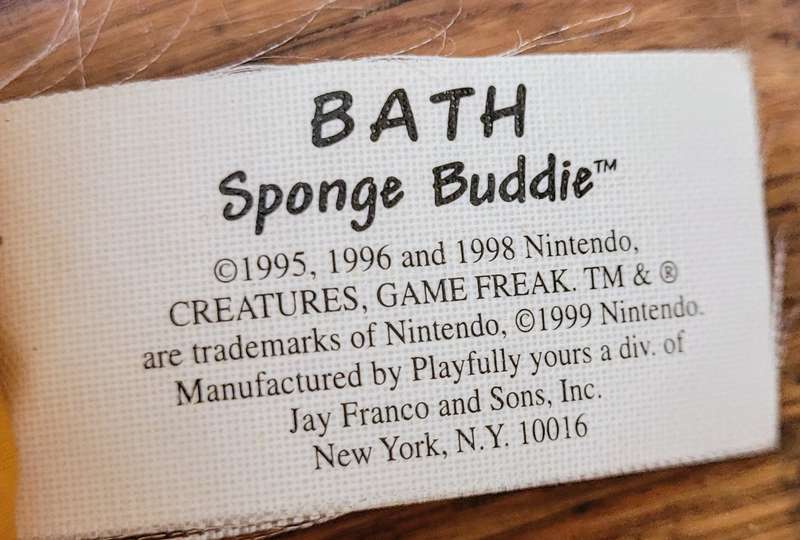 BATH
Sponge Buddie™
©1995, 1996 and 1998 Nintendo,
CREATURES, GAME FREAK. TM & ®
are trademarks of Nintendo, ©1999 Nintendo.
Manufactured by Playfully yours a div. of
Jay Franco and Sons, Inc.
New York, N.Y. 10016